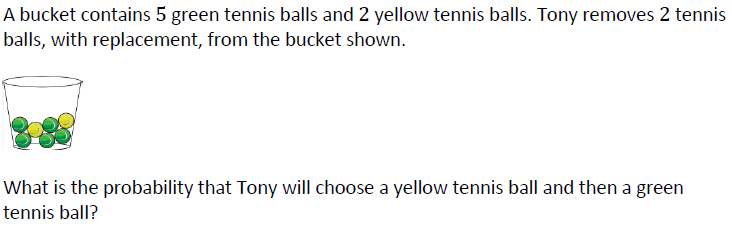 A bucket contains 5 green tennis balls and 2 yellow tennis balls. Tony removes 2 tennis
balls, with replacement, from the bucket shown.
What is the probability that Tony will choose a yellow tennis ball and then a green
tennis ball?